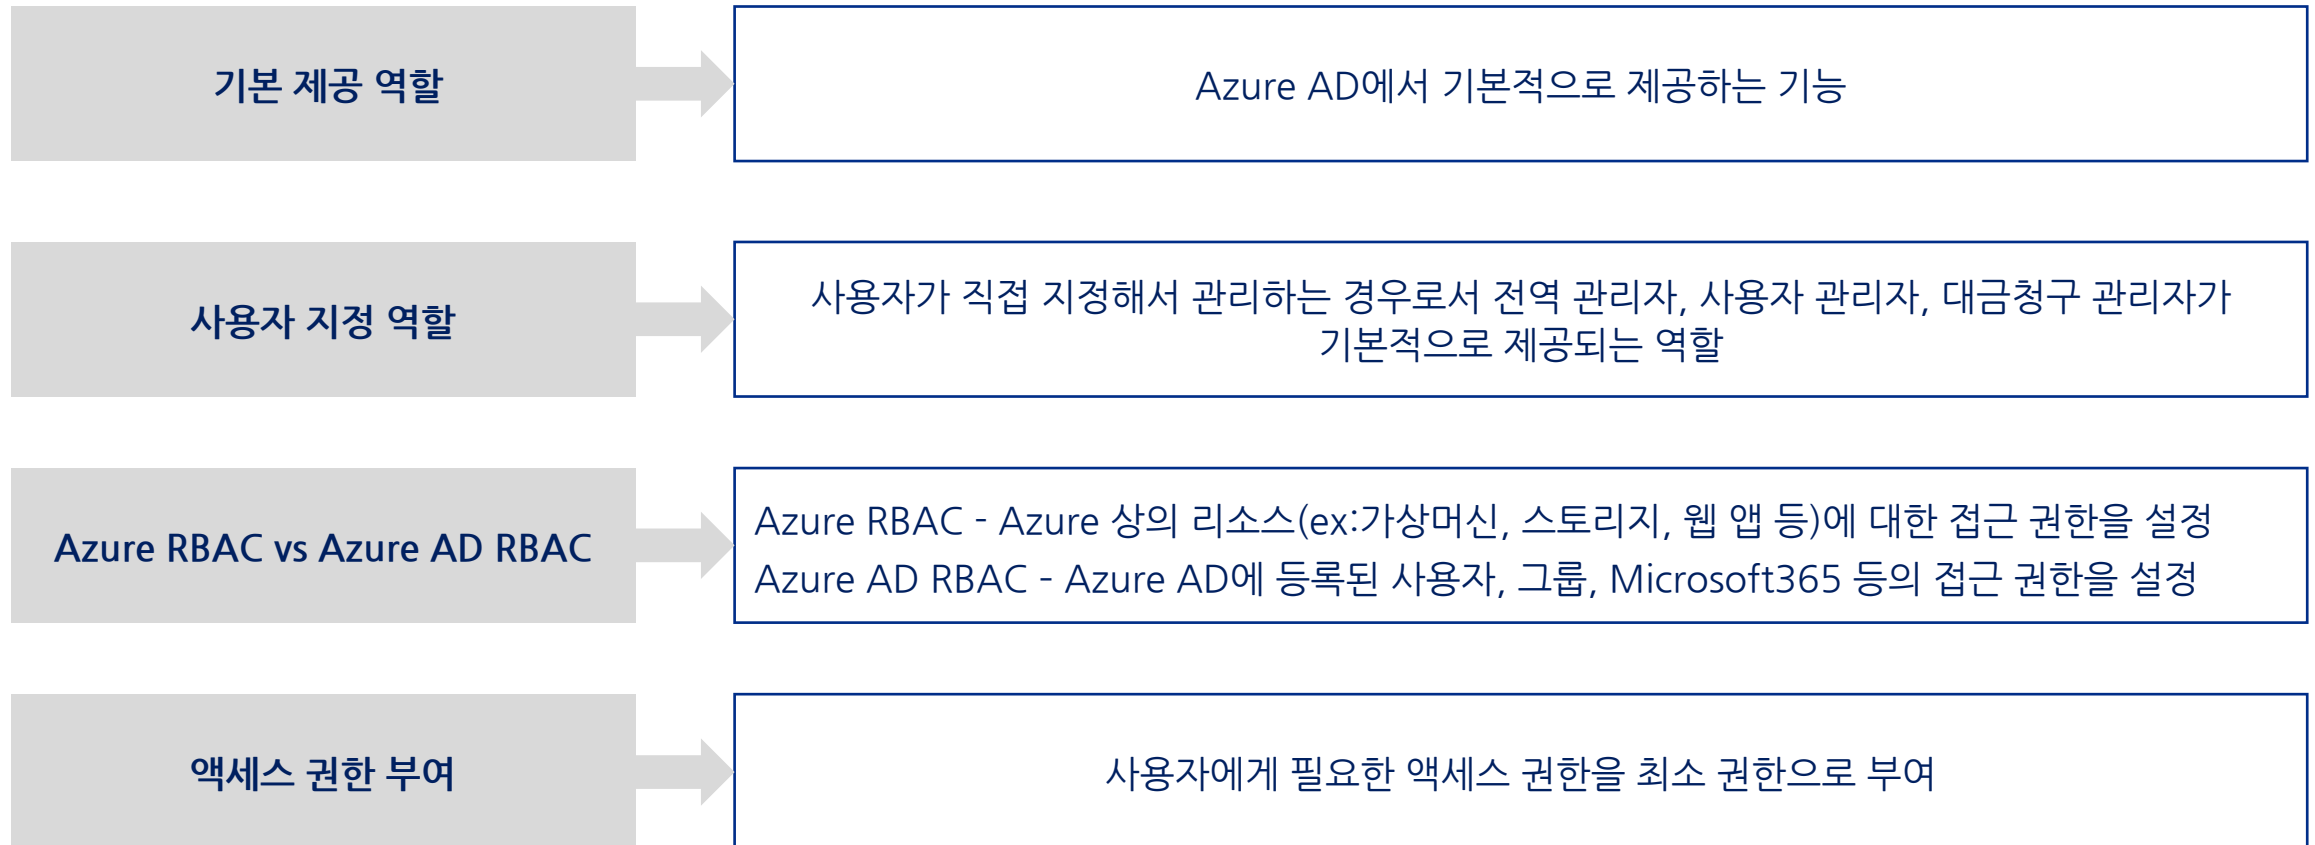 기본 제공 역할
Azure AD에서 기본적으로 제공하는 기능
사용자 지정 역할
사용자가 직접 지정해서 관리하는 경우로서 전역 관리자, 사용자 관리자, 대금청구 관리자가
기본적으로 제공되는 역할
Azure RBAC vs Azure AD RBAC
Azure RBAC - Azure 상의 리소스(ex:가상머신, 스토리지, 웹 앱 등)에 대한 접근 권한을 설정
Azure AD RBAC - Azure AD에 등록된 사용자, 그룹, Microsoft365 등의 접근 권한을 설정
액세스 권한 부여
사용자에게 필요한 액세스 권한을 최소 권한으로 부여